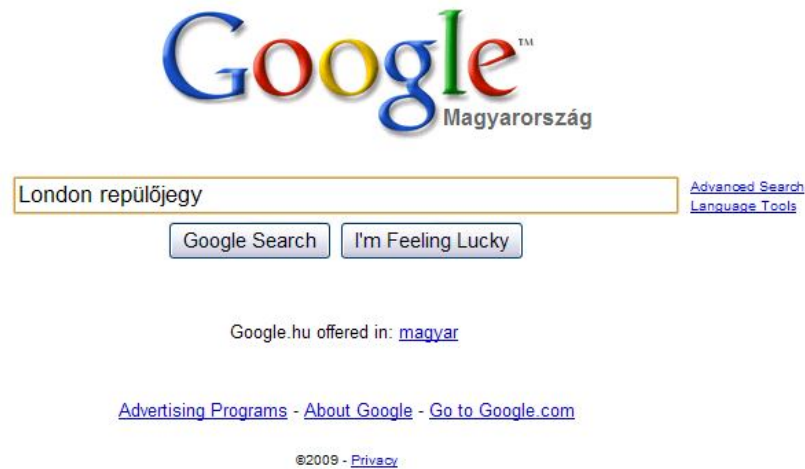 Google™
Magyarország
London repülőjegy
Advanced Search
Language Tools
Google Search I'm Feeling Lucky
Google.hu offered in: magyar
Advertising Programs - About Google - Go to Google.com
©2009 - Privacy